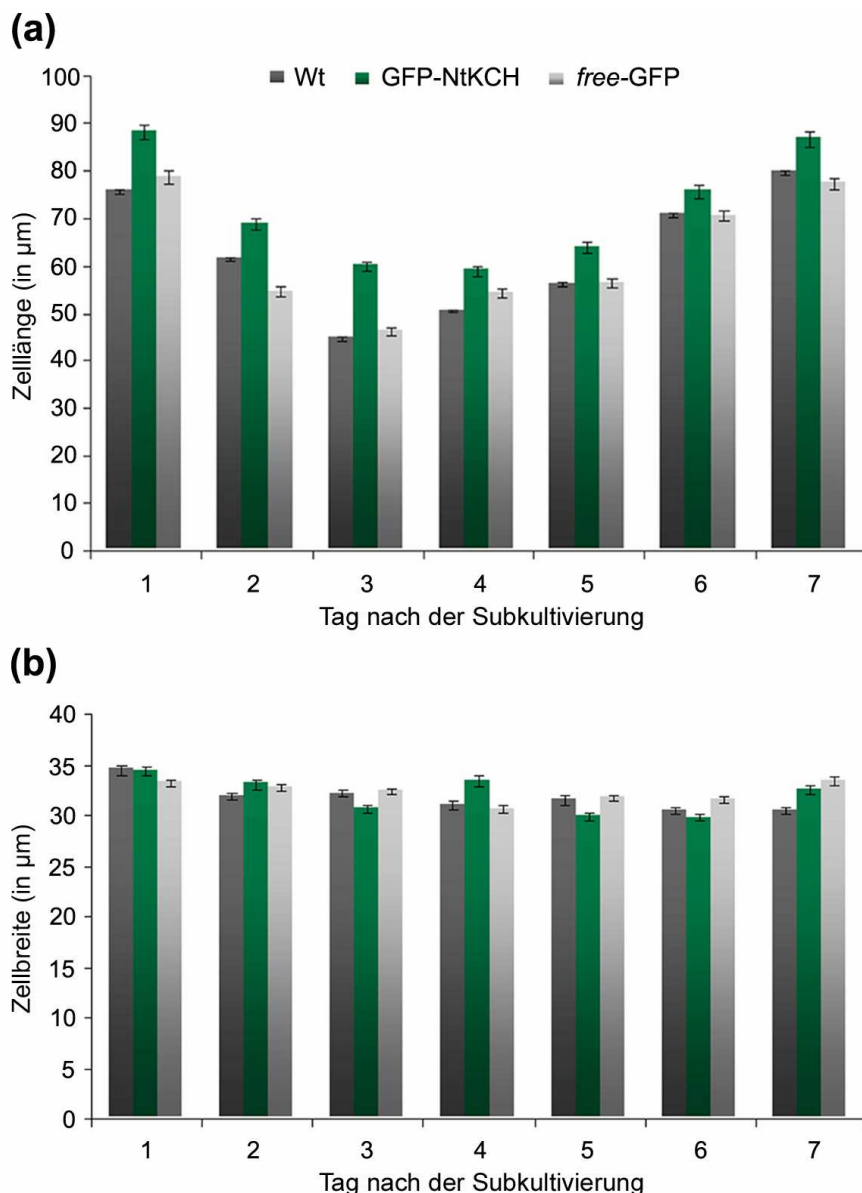 (a)
Wt GFP-NtKCH free-GFP
Zelllänge (in µm)
100
90
80
70
60
50
40
30
20
10
0
1 2 3 4 5 6 7
Tag nach der Subkultivierung
(b)
Zellbreite (in µm)
40
35
30
25
20
15
10
5
0
1 2 3 4 5 6 7
Tag nach der Subkultivierung